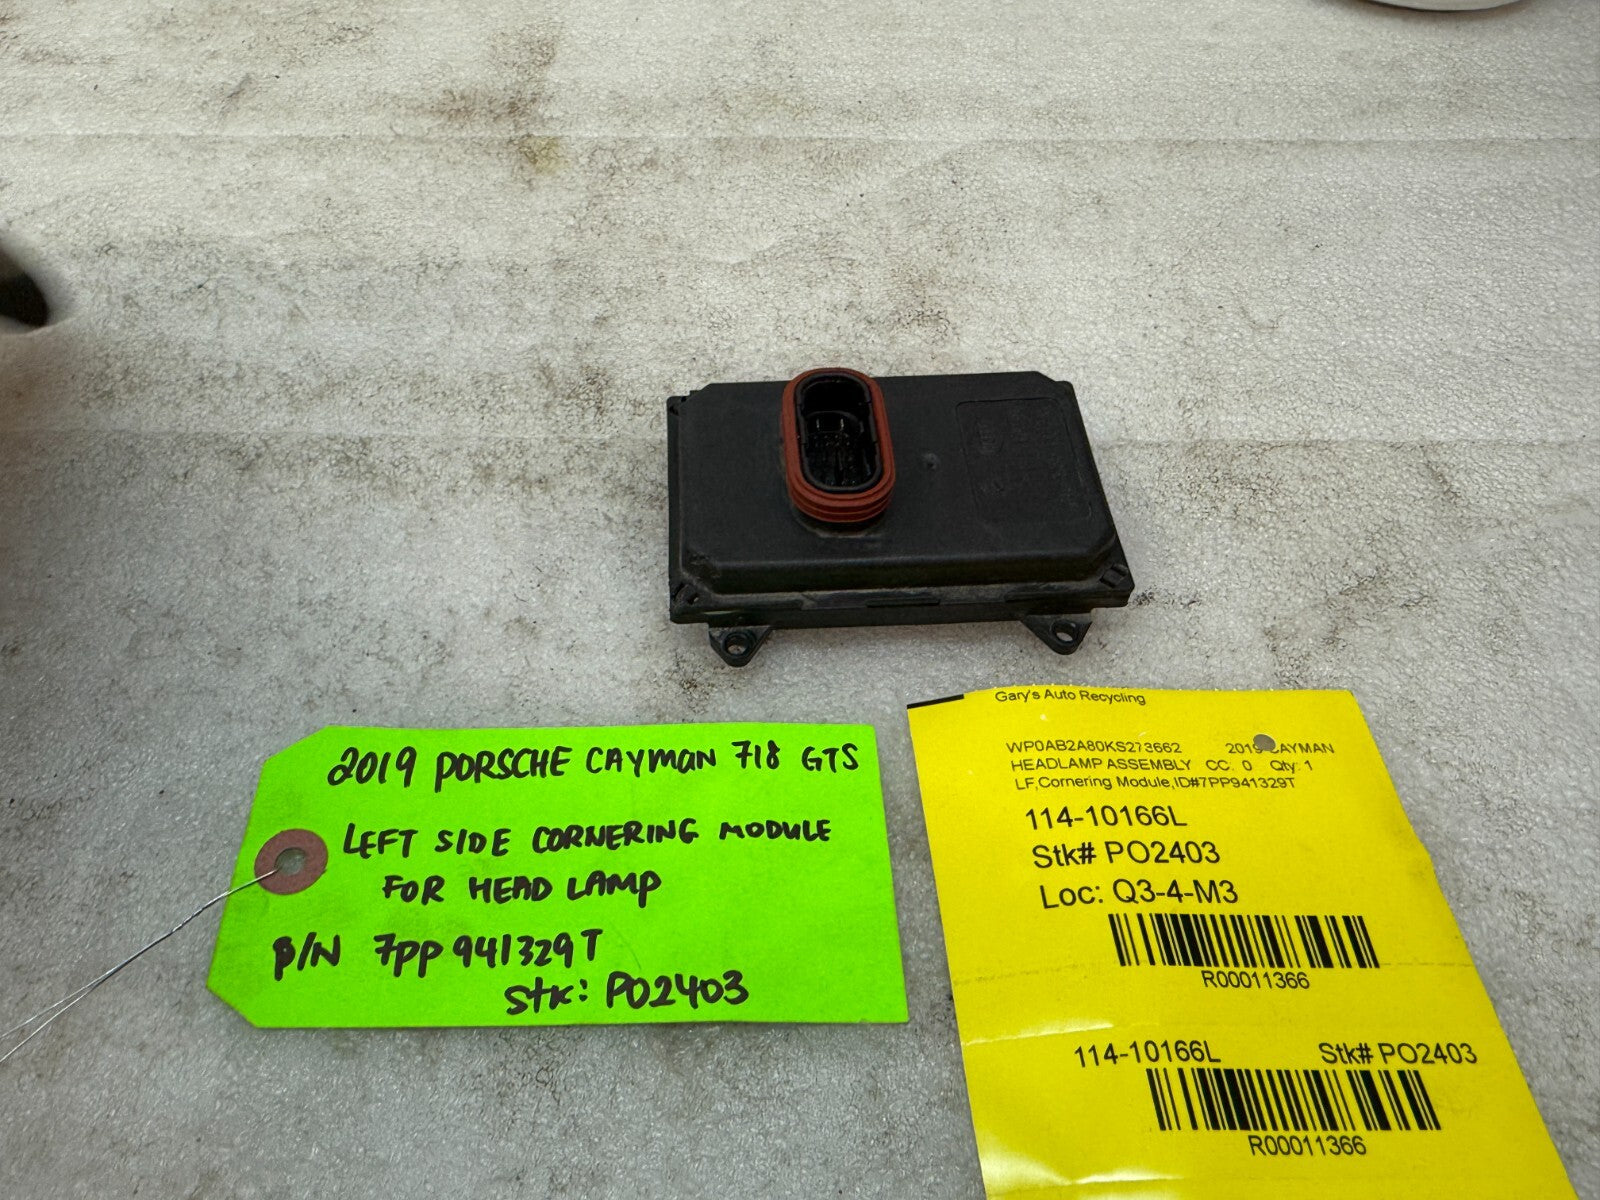 2019 PORSCHE CAYMAN 718 GTS
LEFT SIDE CORNERING MODULE
FOR HEAD LAMP
P/N 7PP941329T
Stk: PO2403
Gary's Auto Recycling
WP0AB2A80KS273662 2019 CAYMAN
HEADLAMP ASSEMBLY CC: 0 Qty: 1
LF,Cornering Module,ID#7PP941329T
114-10166L
Stk# PO2403
Loc: Q3-4-M3
R00011366
114-10166L Stk# PO2403
R00011366